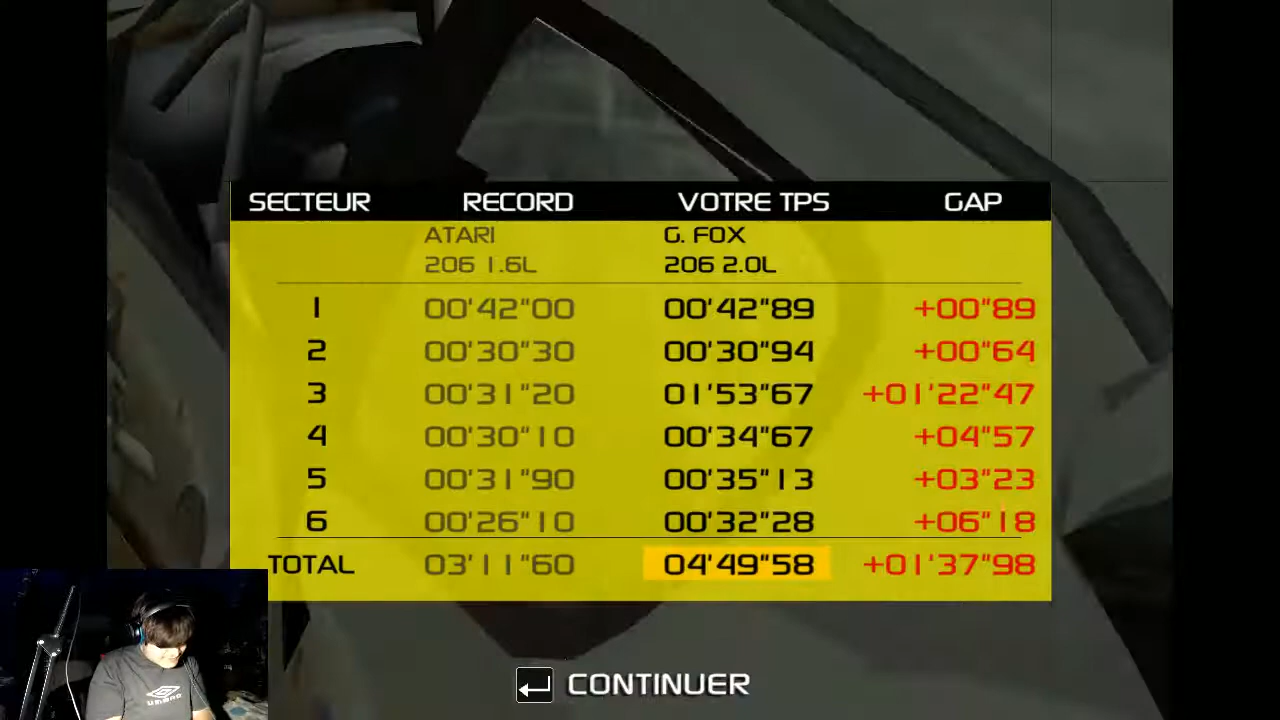 SECTEUR RECORD VOTRE TPS GAP
ATARI G. FOX
206 1.6L 206 2.0L
1 00'42"00 00'42"89 +00"89
2 00'30"30 00'30"94 +00"64
3 00'31"20 01'53"67 +01'22"47
4 00'30"10 00'34"67 +04"57
5 00'31"90 00'35"13 +03"23
6 00'26"10 00'32"28 +06"18
TOTAL 03'11"60 04'49"58 +01'37"98
CONTINUER
umbro